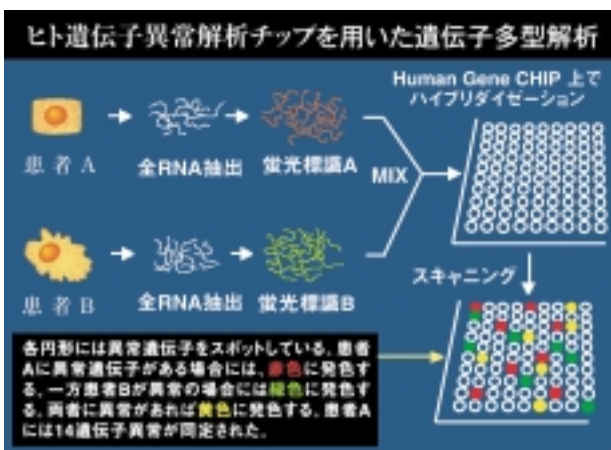 ヒト遺伝子異常解析チップを用いた遺伝子多型解析
Human Gene CHIP 上で
ハイブリダイゼーション
患者A
全RNA抽出
蛍光標識A
MIX
患者B
全RNA抽出
蛍光標識B
スキャニング
各円形には異常遺伝子をスポットしている。患者
Aに異常遺伝子がある場合には、赤色に発色す
る。一方患者Bが異常の場合には緑色に発色す
る。両者に異常があれば黄色に発色する。患者A
には14遺伝子異常が同定された。